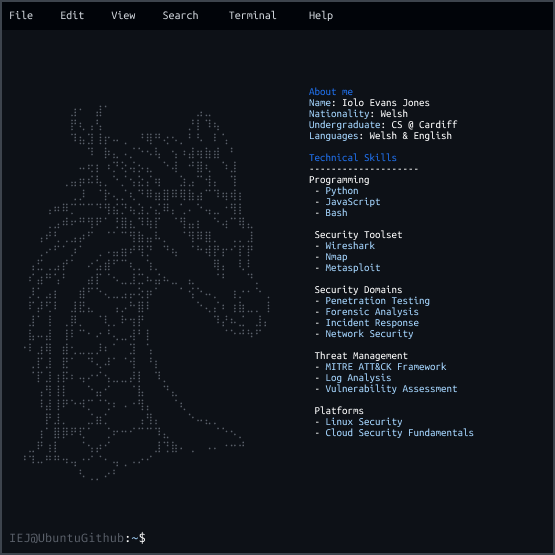 File Edit View Search Terminal Help
About me
Name: Iolo Evans Jones
Nationality: Welsh
Undergraduate: CS @ Cardiff
Languages: Welsh & English
Technical Skills
--------------------
Programming
- Python
- JavaScript
- Bash
Security Toolset
- Wireshark
- Nmap
- Metasploit
Security Domains
- Penetration Testing
- Forensic Analysis
- Incident Response
- Network Security
Threat Management
- MITRE ATT&CK Framework
- Log Analysis
- Vulnerability Assessment
Platforms
- Linux Security
- Cloud Security Fundamentals
IEJ@UbuntuGithub:~$